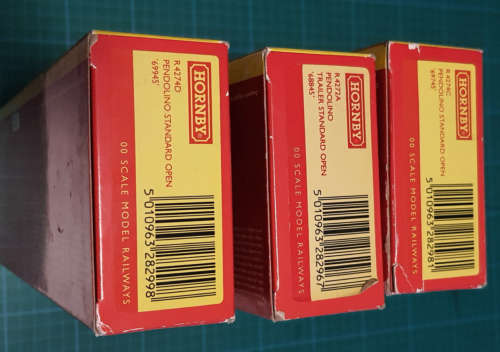 HORNBY®
R.4274D
PENDOLINO STANDARD OPEN
'69945'
00 SCALE MODEL RAILWAYS
5 010963 282998
HORNBY®
R.4272A
PENDOLINO
TRAILER STANDARD OPEN
'68845'
00 SCALE MODEL RAILWAYS
5 010963 282967
HORNBY®
R.4274C
PENDOLINO STANDARD OPEN
'69745'
00 SCALE MODEL RAILWAYS
5 010963 282981